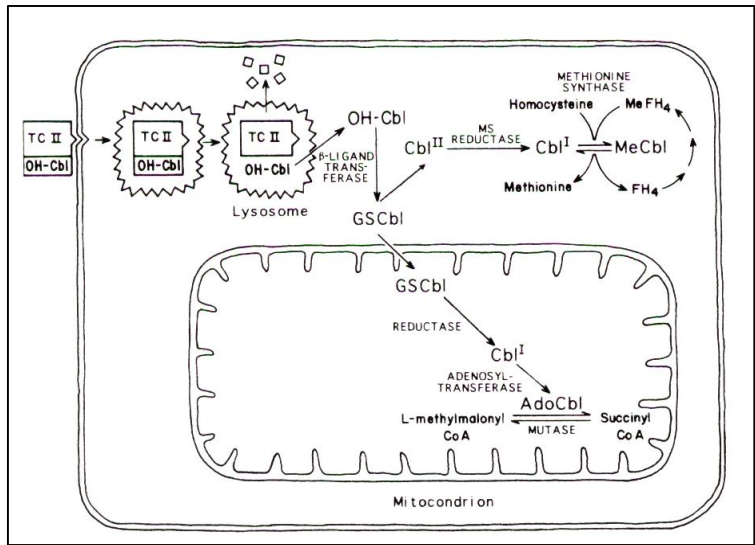 TC II
OH-Cbl
TC II
OH-Cbl
TC II
OH-Cbl
Lysosome
OH-Cbl
β-LIGAND
TRANS-
FERASE
GSCbl
Cbl II
MS
REDUCTASE
Cbl I
METHIONINE
SYNTHASE
Homocysteine
MeFH4
MeCbl
Methionine
FH4
GSCbl
REDUCTASE
Cbl I
ADENOSYL-
TRANSFERASE
AdoCbl
L-methylmalonyl
CoA
MUTASE
Succinyl
CoA
Mitocondrion